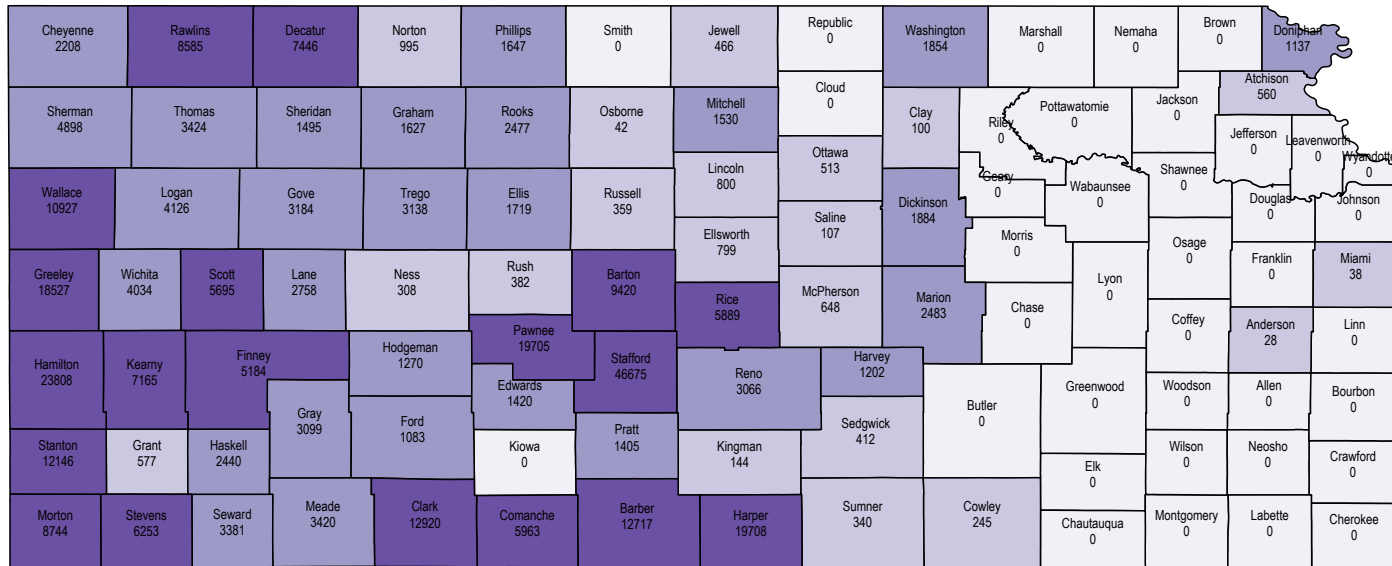 Cheyenne
2208
Rawlins
8585
Decatur
7446
Norton
995
Phillips
1647
Smith
0
Jewell
466
Republic
0
Washington
1854
Marshall
0
Nemaha
0
Brown
0
Doniphan
1137
Atchison
560
Sherman
4898
Thomas
3424
Sheridan
1495
Graham
1627
Rooks
2477
Osborne
42
Mitchell
1530
Cloud
0
Clay
100
Riley
0
Pottawatomie
0
Jackson
0
Jefferson
0
Leavenworth
0
Wyandotte
0
Wallace
10927
Logan
4126
Gove
3184
Trego
3138
Ellis
1719
Russell
359
Lincoln
800
Ottawa
513
Dickinson
1884
Geary
0
Wabaunsee
0
Shawnee
0
Douglas
0
Johnson
0
Ellsworth
799
Saline
107
Morris
0
Osage
0
Greeley
18527
Wichita
4034
Scott
5695
Lane
2758
Ness
308
Rush
382
Barton
9420
Rice
5889
McPherson
648
Marion
2483
Chase
0
Lyon
0
Franklin
0
Miami
38
Hamilton
23808
Kearny
7165
Finney
5184
Hodgeman
1270
Pawnee
19705
Stafford
46675
Reno
3066
Harvey
1202
Coffey
0
Anderson
28
Linn
0
Gray
3099
Ford
1083
Edwards
1420
Pratt
1405
Sedgwick
412
Butler
0
Greenwood
0
Woodson
0
Allen
0
Bourbon
0
Stanton
12146
Grant
577
Haskell
2440
Kiowa
0
Kingman
144
Elk
0
Wilson
0
Neosho
0
Crawford
0
Morton
8744
Stevens
6253
Seward
3381
Meade
3420
Clark
12920
Comanche
5963
Barber
12717
Harper
19708
Sumner
340
Cowley
245
Chautauqua
0
Montgomery
0
Labette
0
Cherokee
0